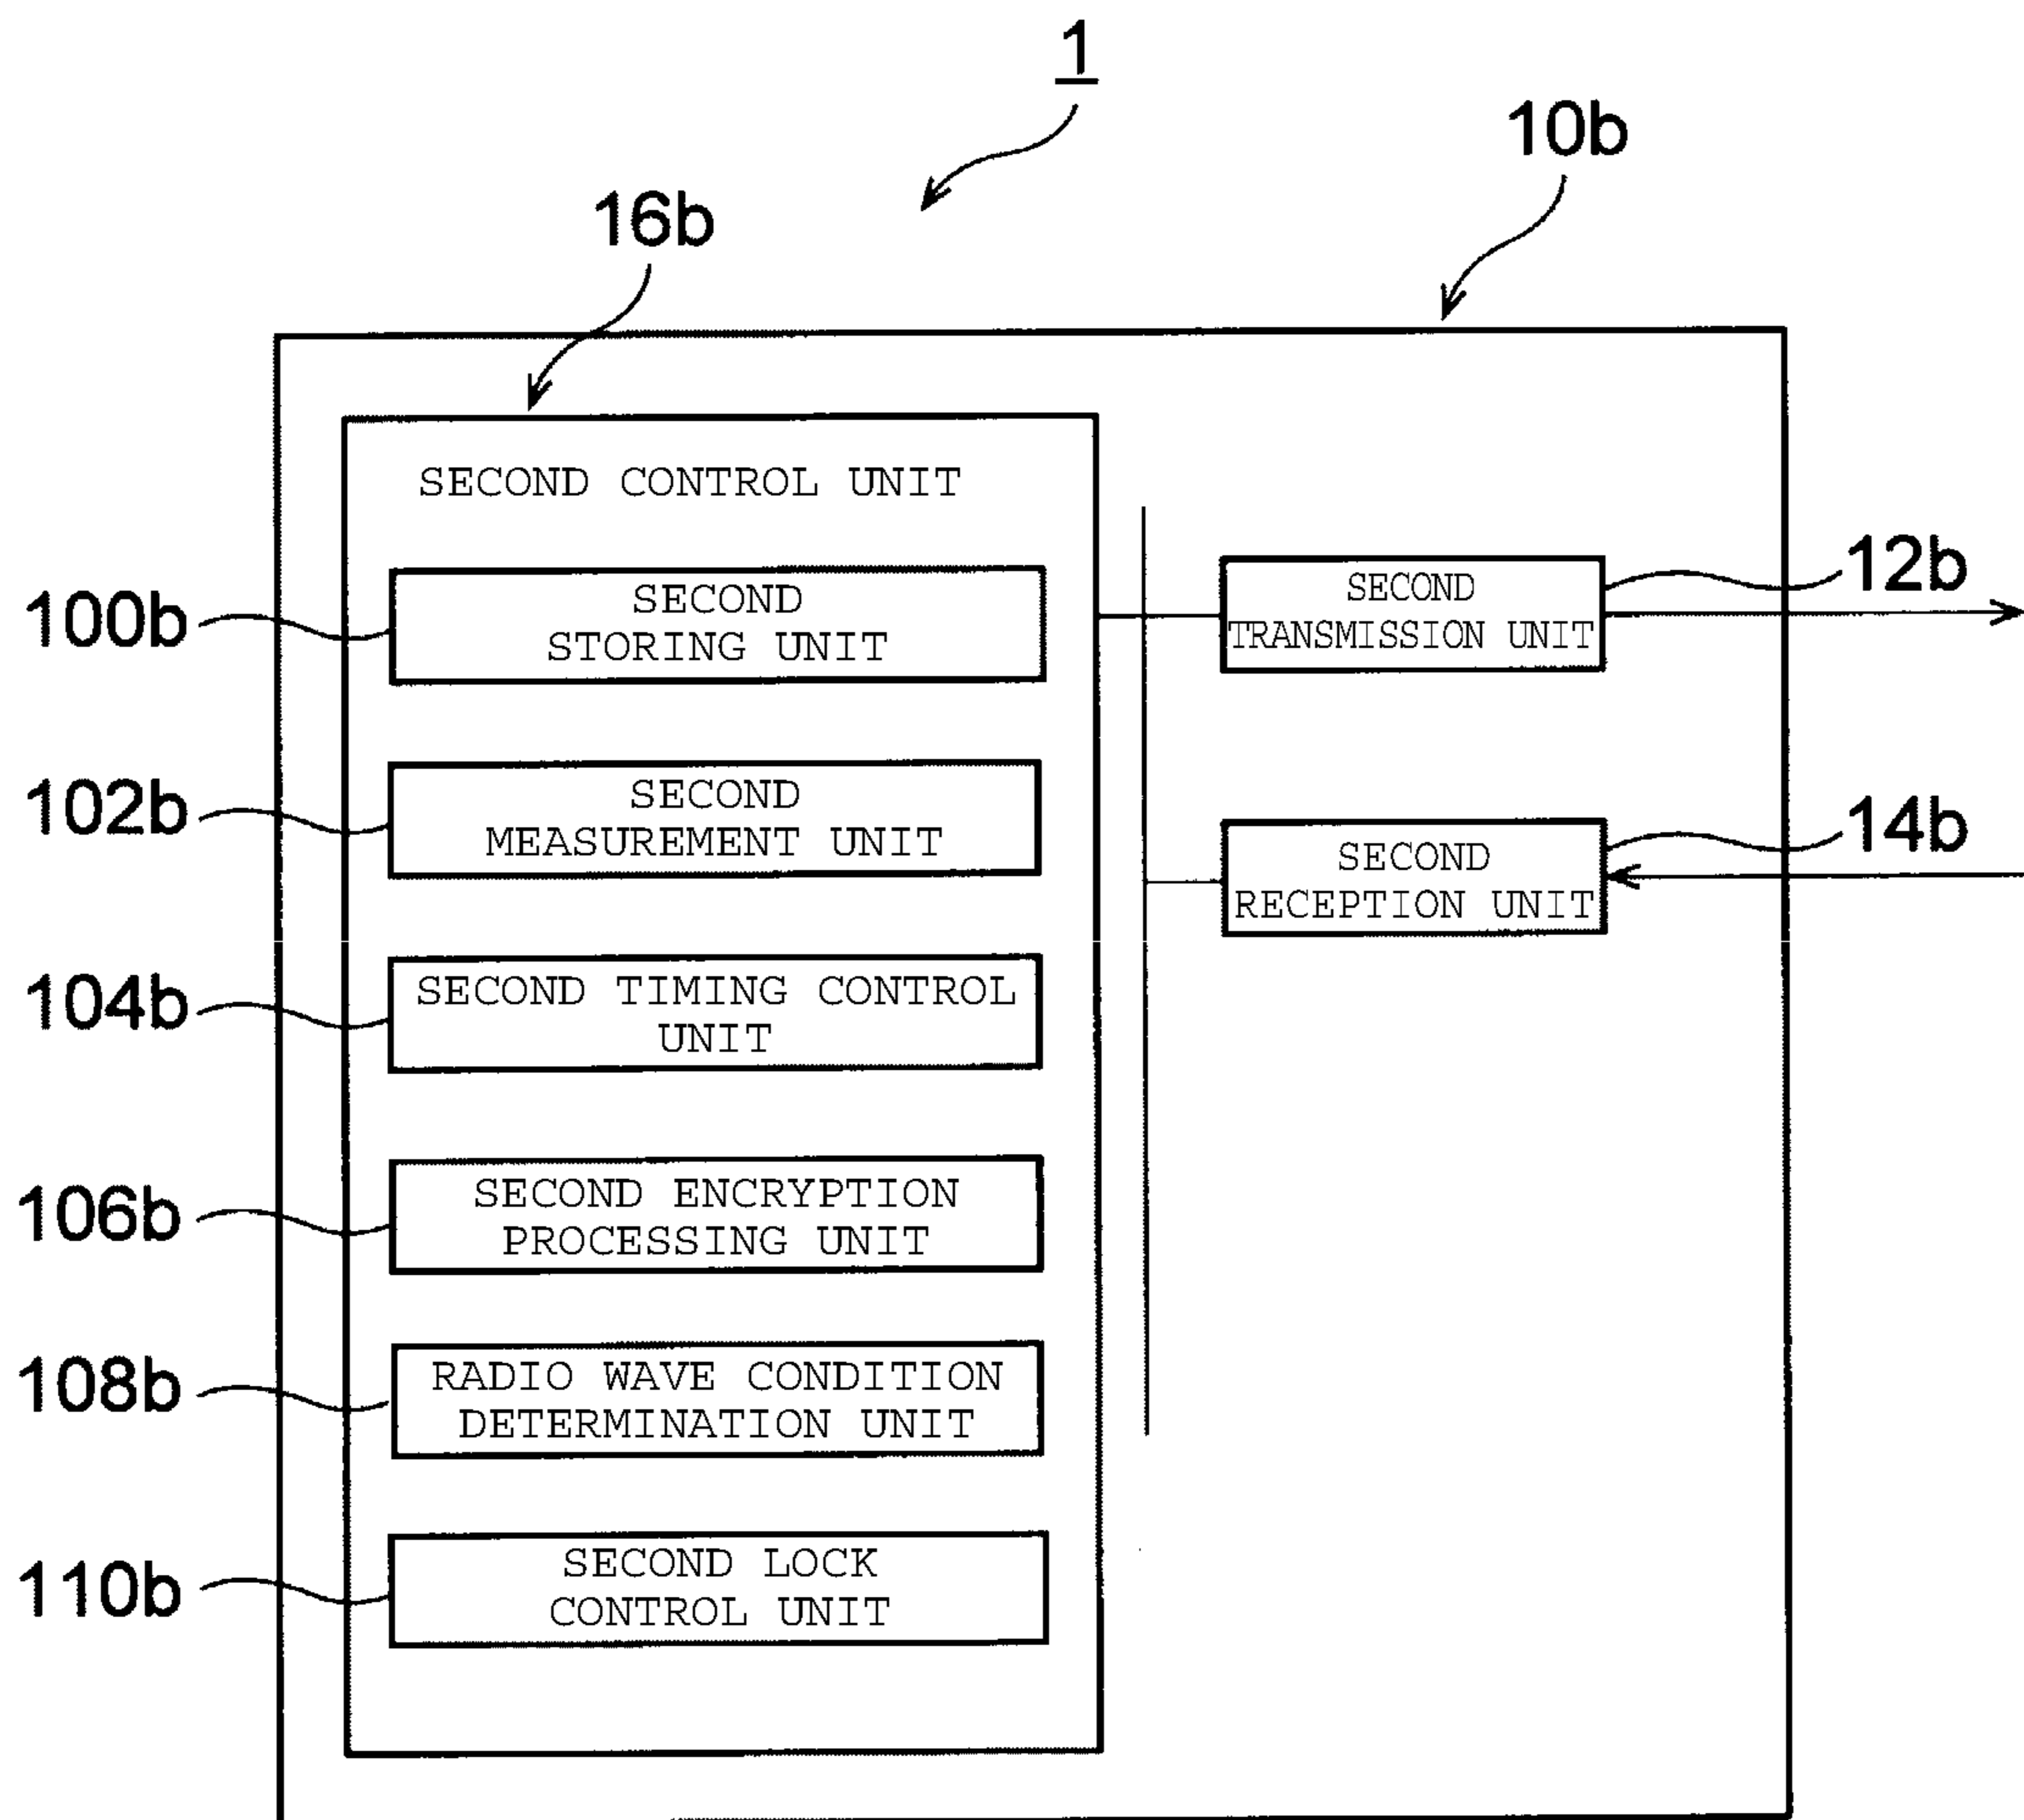 1
10b
16b
SECOND CONTROL UNIT
100b
SECOND
STORING UNIT
SECOND
TRANSMISSION UNIT
12b
102b
SECOND
MEASUREMENT UNIT
SECOND
RECEPTION UNIT
14b
104b
SECOND TIMING CONTROL
UNIT
106b
SECOND ENCRYPTION
PROCESSING UNIT
108b
RADIO WAVE CONDITION
DETERMINATION UNIT
110b
SECOND LOCK
CONTROL UNIT